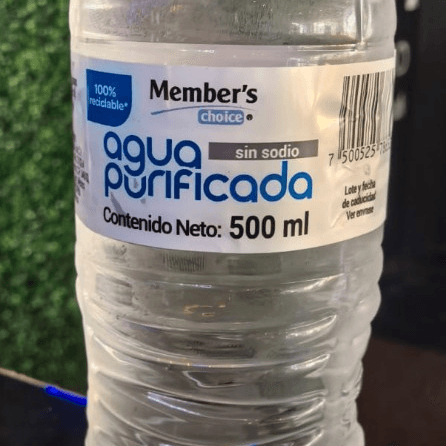 100%
reciclable*
Member's
choice®
agua
sin sodio
purificada
Contenido Neto: 500 ml
7 500525
Lote y fecha
de caducidad
Ver envase